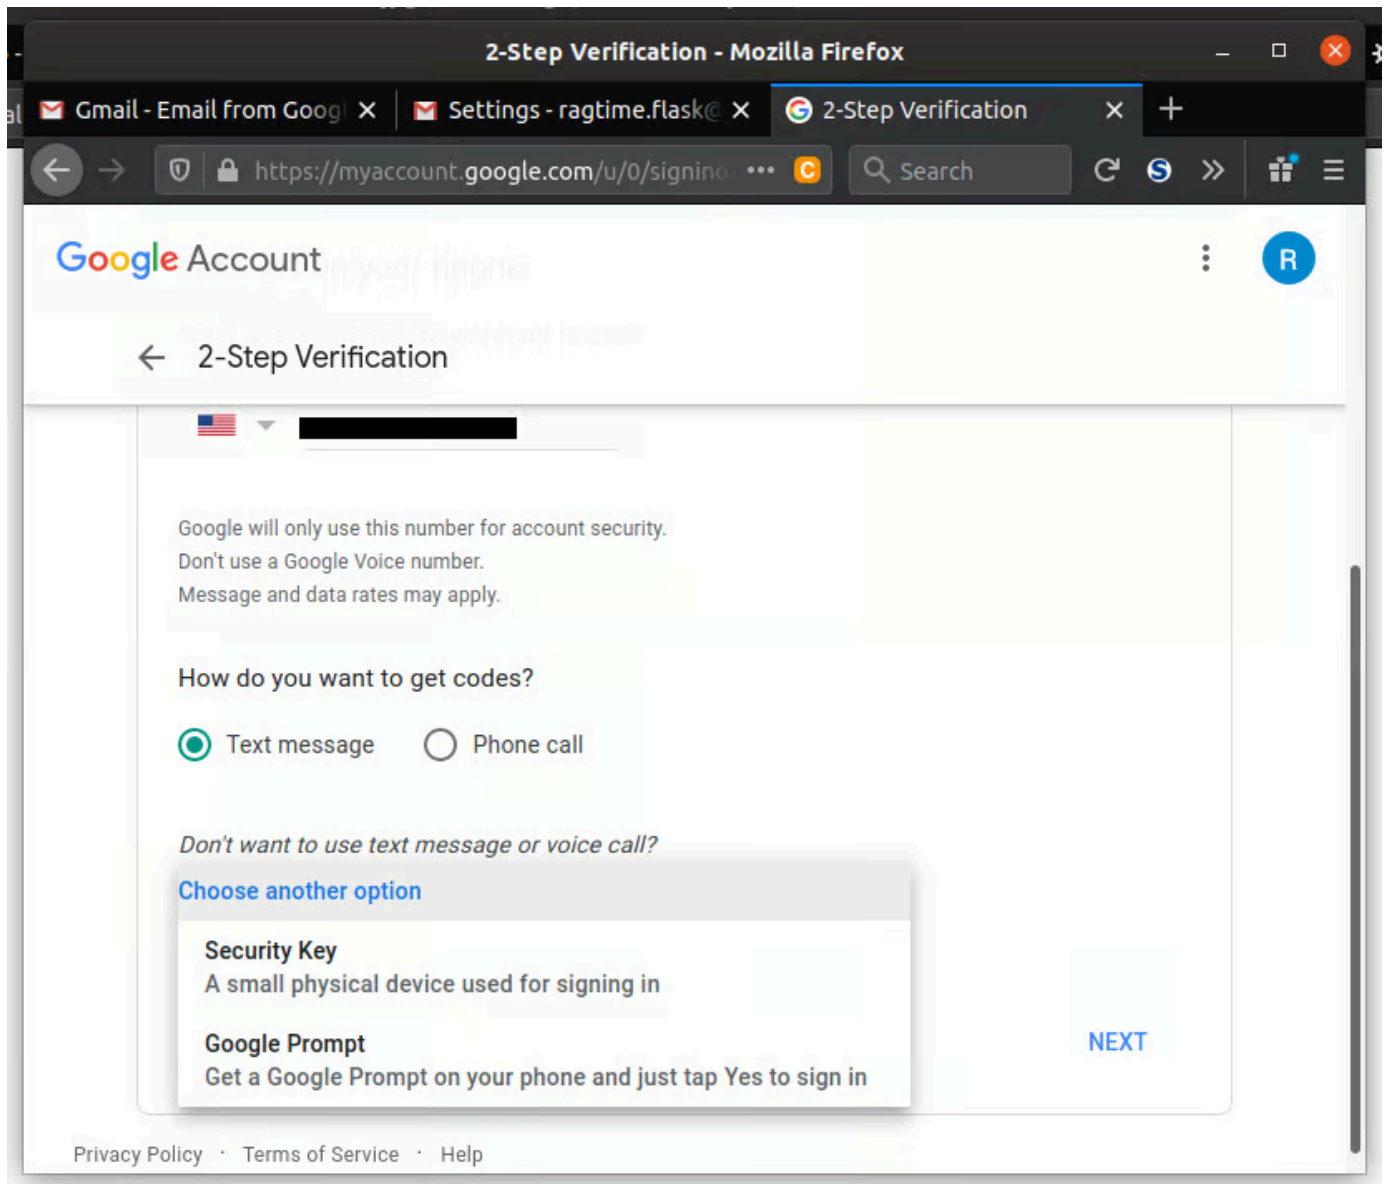 2-Step Verification - Mozilla Firefox
Gmail - Email from Googl
Settings - ragtime.flask@
2-Step Verification
https://myaccount.google.com/u/0/signino
Search
Google Account
R
2-Step Verification
Google will only use this number for account security.
Don't use a Google Voice number.
Message and data rates may apply.
How do you want to get codes?
Text message
Phone call
Don't want to use text message or voice call?
Choose another option
Security Key
A small physical device used for signing in
Google Prompt
Get a Google Prompt on your phone and just tap Yes to sign in
NEXT
Privacy Policy · Terms of Service · Help